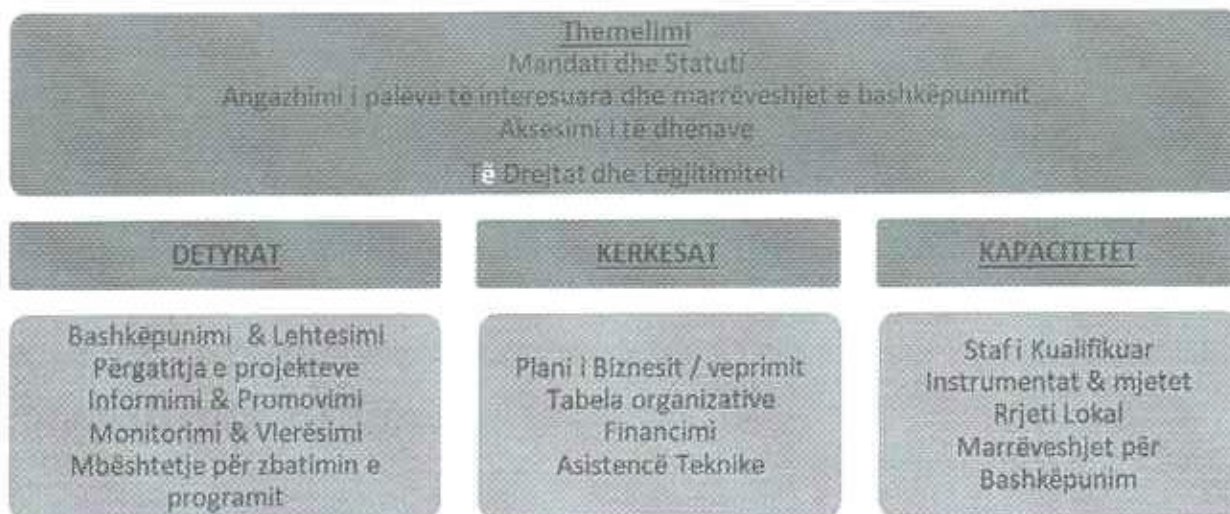 Themelimi
Mandati dhe Statuti
Angazhimi i palëve të interesuara dhe marrëveshjet e bashkëpunimit
Aksesimi i të dhënave
Të Drejtat dhe Legjitimiteti
DETYRAT
Bashkëpunimi & Lehtesimi
Përgatitja e projekteve
Informimi & Promovimi
Monitorimi & Vlerësimi
Mbështetje për zbatimin e
programit
KERKESAT
Plani i Biznesit / veprimit
Tabela organizative
Financimi
Asistencë Teknike
KAPACITETET
Staf i Kualifikuar
Instrumentat & mjetet
Rrjeti Lokal
Marrëveshjet për
Bashkëpunim